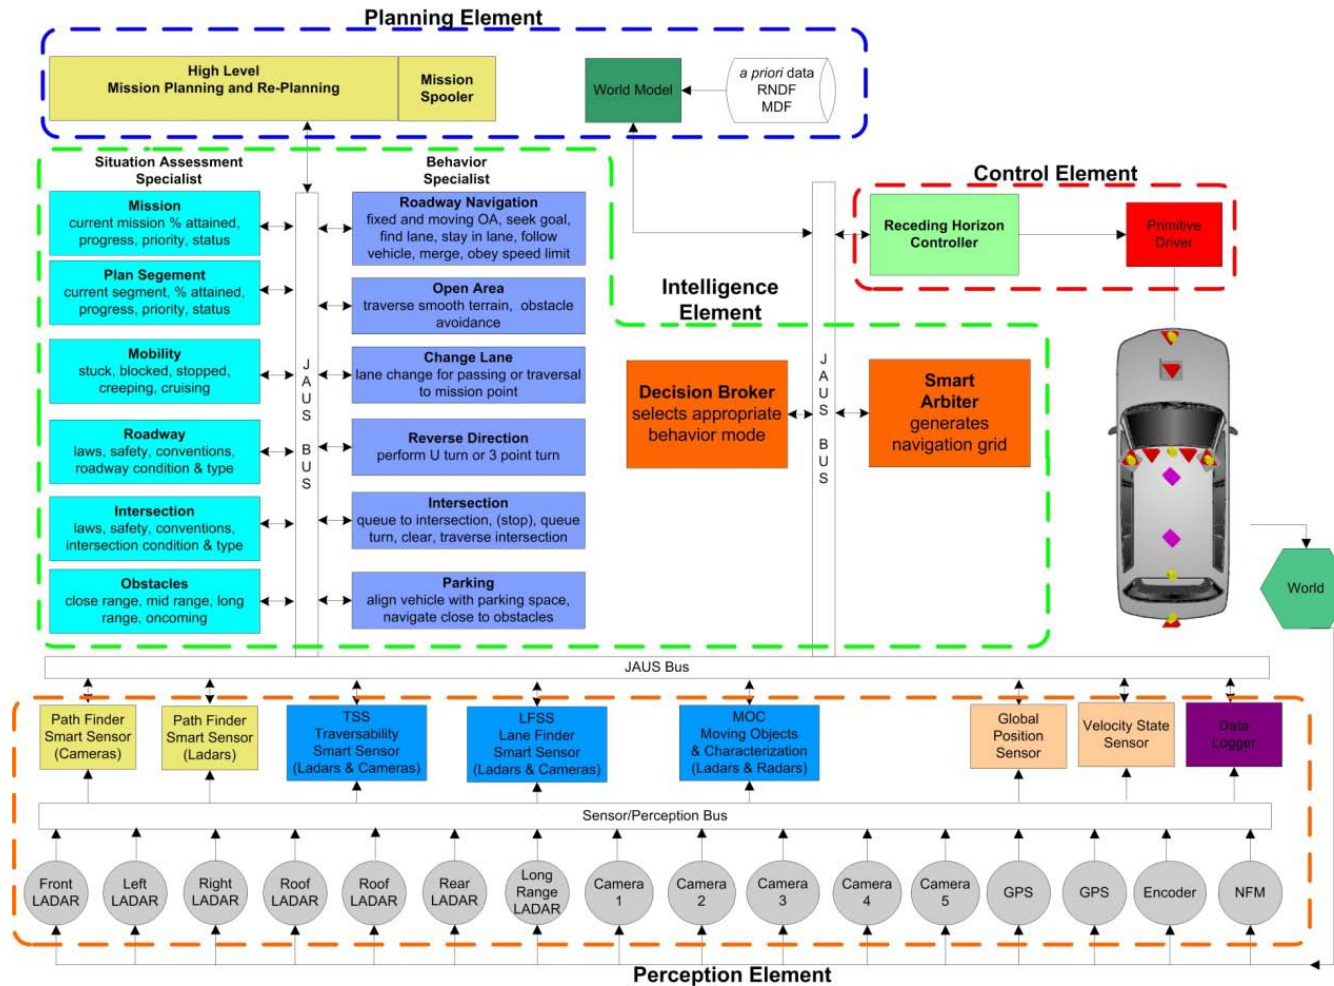 Planning Element
High Level
Mission Planning and Re-Planning
Mission
Spooler
World Model
a priori data
RNDF
MDF
Situation Assessment
Specialist
Behavior
Specialist
Mission
current mission % attained,
progress, priority, status
Plan Segement
current segment, % attained,
progress, priority, status
Mobility
stuck, blocked, stopped,
creeping, cruising
Roadway
laws, safety, conventions,
roadway condition & type
Intersection
laws, safety, conventions,
intersection condition & type
Obstacles
close range, mid range, long
range, oncoming
JAUS BUS
Roadway Navigation
fixed and moving OA, seek goal,
find lane, stay in lane, follow
vehicle, merge, obey speed limit
Open Area
traverse smooth terrain, obstacle
avoidance
Change Lane
lane change for passing or traversal
to mission point
Reverse Direction
perform U turn or 3 point turn
Intersection
queue to intersection, (stop), queue
turn, clear, traverse intersection
Parking
align vehicle with parking space,
navigate close to obstacles
Intelligence
Element
Decision Broker
selects appropriate
behavior mode
JAUS BUS
Smart
Arbiter
generates
navigation grid
Control Element
Receding Horizon
Controller
Primitive
Driver
World
JAUS Bus
Path Finder
Smart Sensor
(Cameras)
Path Finder
Smart Sensor
(Ladars)
TSS
Traversability
Smart Sensor
(Ladars & Cameras)
LFSS
Lane Finder
Smart Sensor
(Ladars & Cameras)
MOC
Moving Objects
& Characterization
(Ladars & Radars)
Global
Position
Sensor
Velocity State
Sensor
Data
Logger
Sensor/Perception Bus
Front
LADAR
Left
LADAR
Right
LADAR
Roof
LADAR
Roof
LADAR
Rear
LADAR
Long
Range
LADAR
Camera
1
Camera
2
Camera
3
Camera
4
Camera
5
GPS
GPS
Encoder
NFM
Perception Element